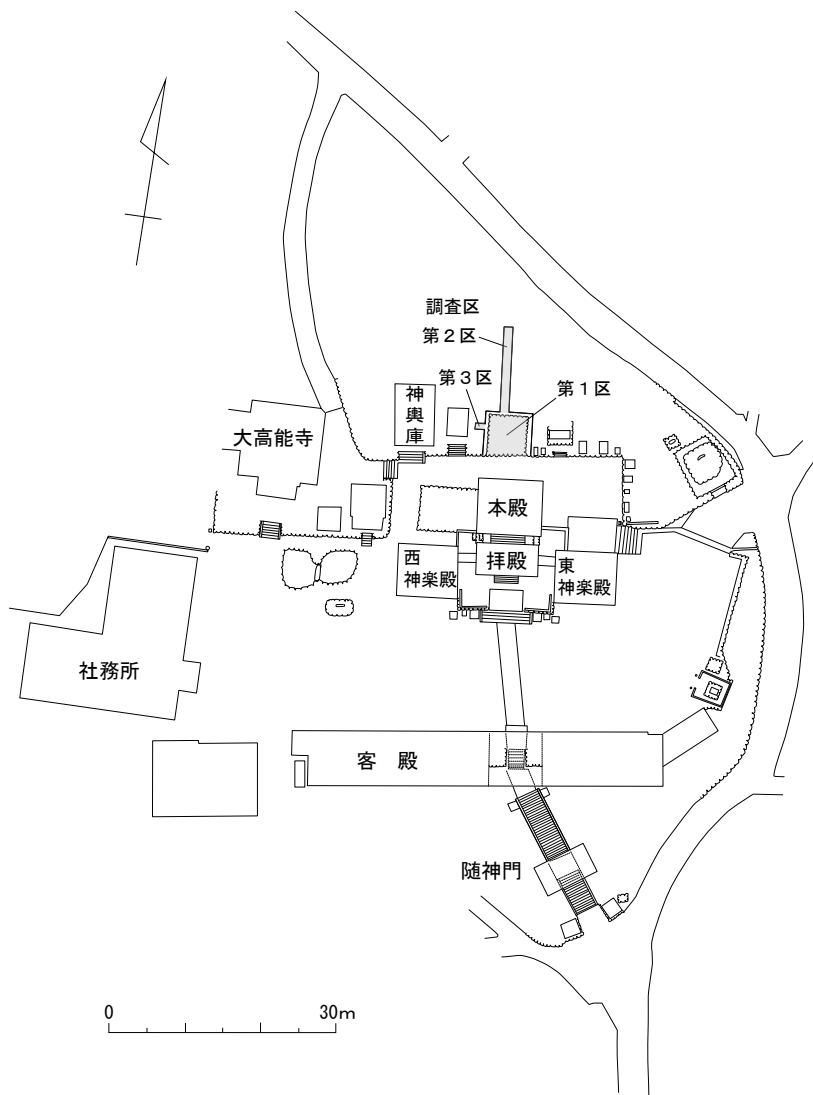 調査区
第２区
第３区
第１区
神輿庫
大高能寺
本殿
拝殿
西
神楽殿
東
神楽殿
社務所
客　殿
随神門
0
30ｍ